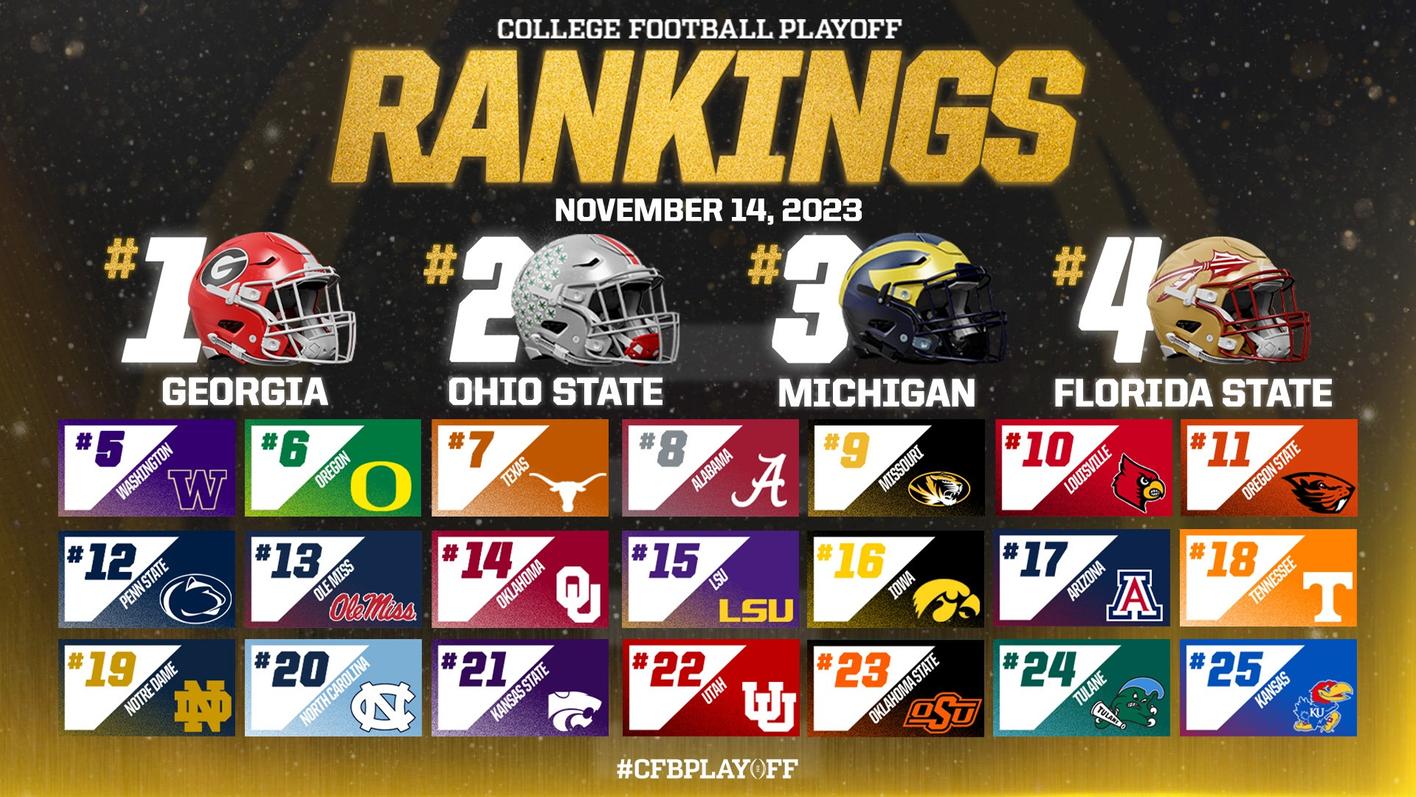 COLLEGE FOOTBALL PLAYOFF
RANKINGS
NOVEMBER 14, 2023
#1
G
GEORGIA
#2
OHIO STATE
#3
MICHIGAN
#4
FLORIDA STATE
#5
WASHINGTON
W
#6
OREGON
O
#7
TEXAS
#8
ALABAMA
A
#9
MISSOURI
#10
LOUISVILLE
#11
OREGON STATE
#12
PENN STATE
#13
OLE MISS
Ole Miss
#14
OKLAHOMA
OU
#15
LSU
LSU
#16
IOWA
#17
ARIZONA
A
#18
TENNESSEE
T
#19
NOTRE DAME
ND
#20
NORTH CAROLINA
NC
#21
KANSAS STATE
#22
UTAH
UU
#23
OKLAHOMA STATE
OSU
#24
TULANE
TULANE
#25
KANSAS
KU
#CFBPLAYOFF